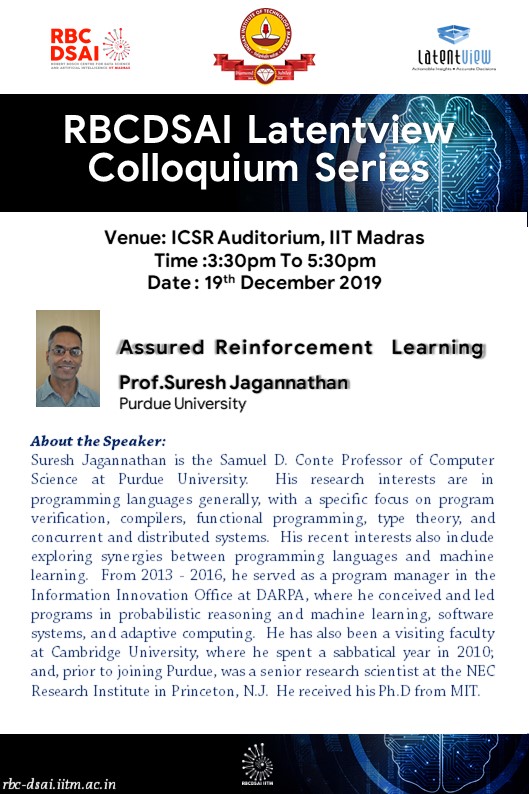 RBC
DSAI
ROBERT BOSCH CENTRE FOR DATA SCIENCE
AND ARTIFICIAL INTELLIGENCE IIT MADRAS
INDIAN INSTITUTE OF TECHNOLOGY MADRAS
Diamond Jubilee
LatentView
Actionable Insights • Accurate Decisions
RBCDSAI Latentview
Colloquium Series
Venue: ICSR Auditorium, IIT Madras
Time :3:30pm To 5:30pm
Date : 19th December 2019
Assured Reinforcement Learning
Prof.Suresh Jagannathan
Purdue University
About the Speaker:
Suresh Jagannathan is the Samuel D. Conte Professor of Computer
Science at Purdue University. His research interests are in
programming languages generally, with a specific focus on program
verification, compilers, functional programming, type theory, and
concurrent and distributed systems. His recent interests also include
exploring synergies between programming languages and machine
learning. From 2013 - 2016, he served as a program manager in the
Information Innovation Office at DARPA, where he conceived and led
programs in probabilistic reasoning and machine learning, software
systems, and adaptive computing. He has also been a visiting faculty
at Cambridge University, where he spent a sabbatical year in 2010;
and, prior to joining Purdue, was a senior research scientist at the NEC
Research Institute in Princeton, N.J. He received his Ph.D from MIT.
RBCDSAI IITM
rbc-dsai.iitm.ac.in